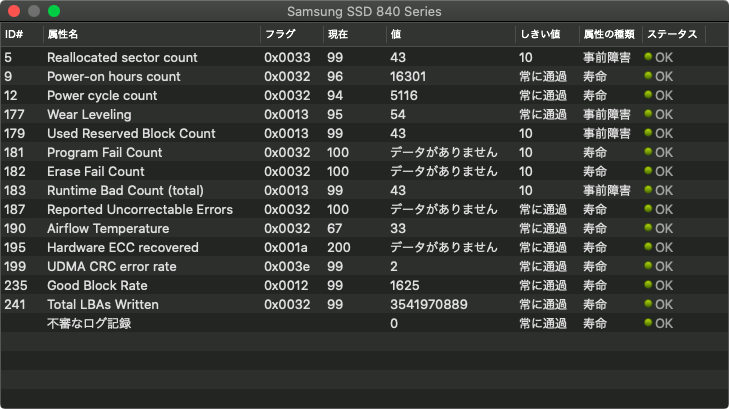 Samsung SSD 840 Series
ID# 属性名 フラグ 現在 値 しきい値 属性の種類 ステータス
5 Reallocated sector count 0x0033 99 43 10 事前障害 OK
9 Power-on hours count 0x0032 96 16301 常に通過 寿命 OK
12 Power cycle count 0x0032 94 5116 常に通過 寿命 OK
177 Wear Leveling 0x0013 95 54 常に通過 事前障害 OK
179 Used Reserved Block Count 0x0013 99 43 10 事前障害 OK
181 Program Fail Count 0x0032 100 データがありません 10 寿命 OK
182 Erase Fail Count 0x0032 100 データがありません 10 寿命 OK
183 Runtime Bad Count (total) 0x0013 99 43 10 事前障害 OK
187 Reported Uncorrectable Errors 0x0032 100 データがありません 常に通過 寿命 OK
190 Airflow Temperature 0x0032 67 33 常に通過 寿命 OK
195 Hardware ECC recovered 0x001a 200 データがありません 常に通過 寿命 OK
199 UDMA CRC error rate 0x003e 99 2 常に通過 寿命 OK
235 Good Block Rate 0x0012 99 1625 常に通過 寿命 OK
241 Total LBAs Written 0x0032 99 3541970889 常に通過 寿命 OK
不審なログ記録 0 常に通過 寿命 OK